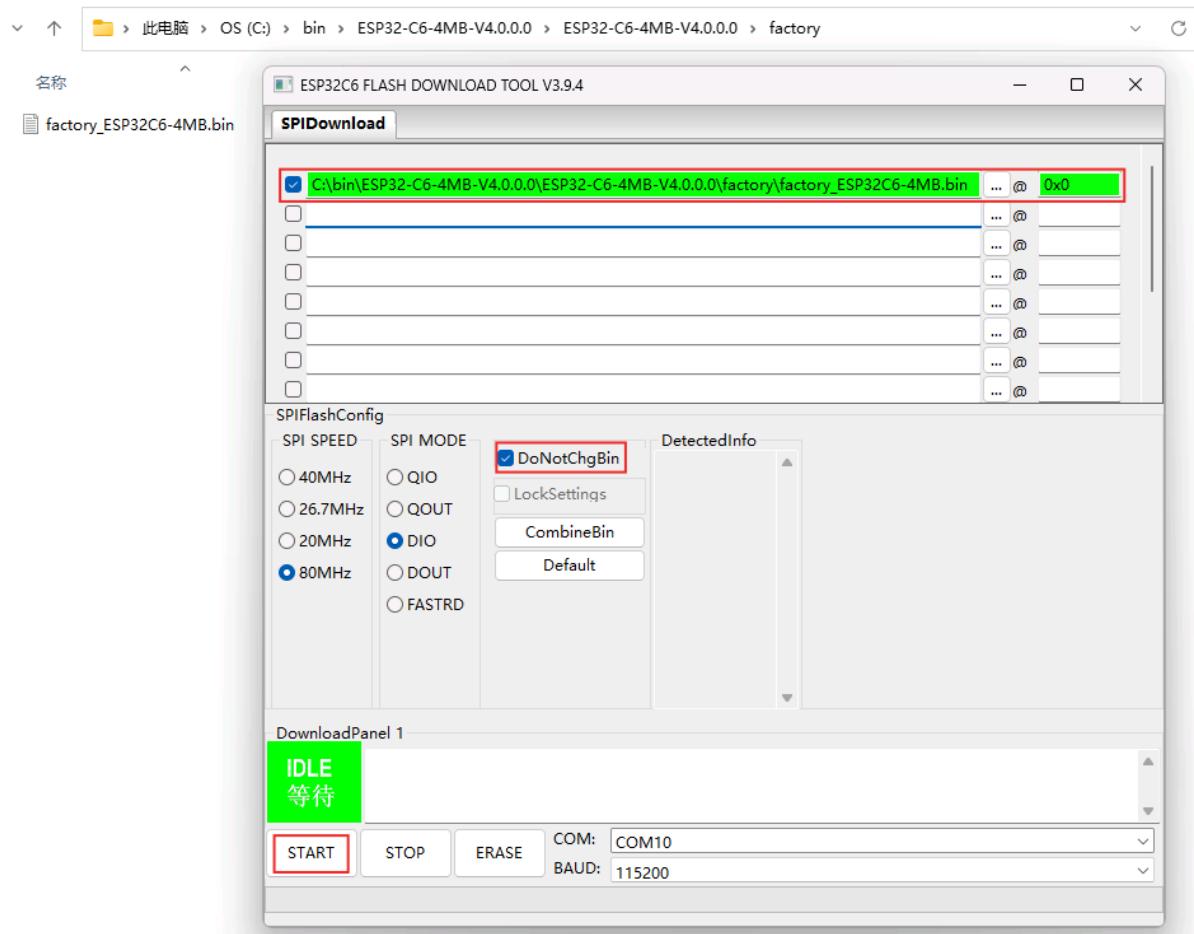 此电脑 OS (C:) bin ESP32-C6-4MB-V4.0.0.0 ESP32-C6-4MB-V4.0.0.0 factory
名称
factory_ESP32C6-4MB.bin
ESP32C6 FLASH DOWNLOAD TOOL V3.9.4
SPIDownload
C:\bin\ESP32-C6-4MB-V4.0.0.0\ESP32-C6-4MB-V4.0.0.0\factory\factory_ESP32C6-4MB.bin ... @ 0x0
... @
... @
... @
... @
... @
... @
... @
SPIFlashConfig
SPI SPEED
40MHz
26.7MHz
20MHz
80MHz
SPI MODE
QIO
QOUT
DIO
DOUT
FASTRD
DoNotChgBin
LockSettings
CombineBin
Default
DetectedInfo
DownloadPanel 1
IDLE
等待
START STOP ERASE
COM: COM10
BAUD: 115200